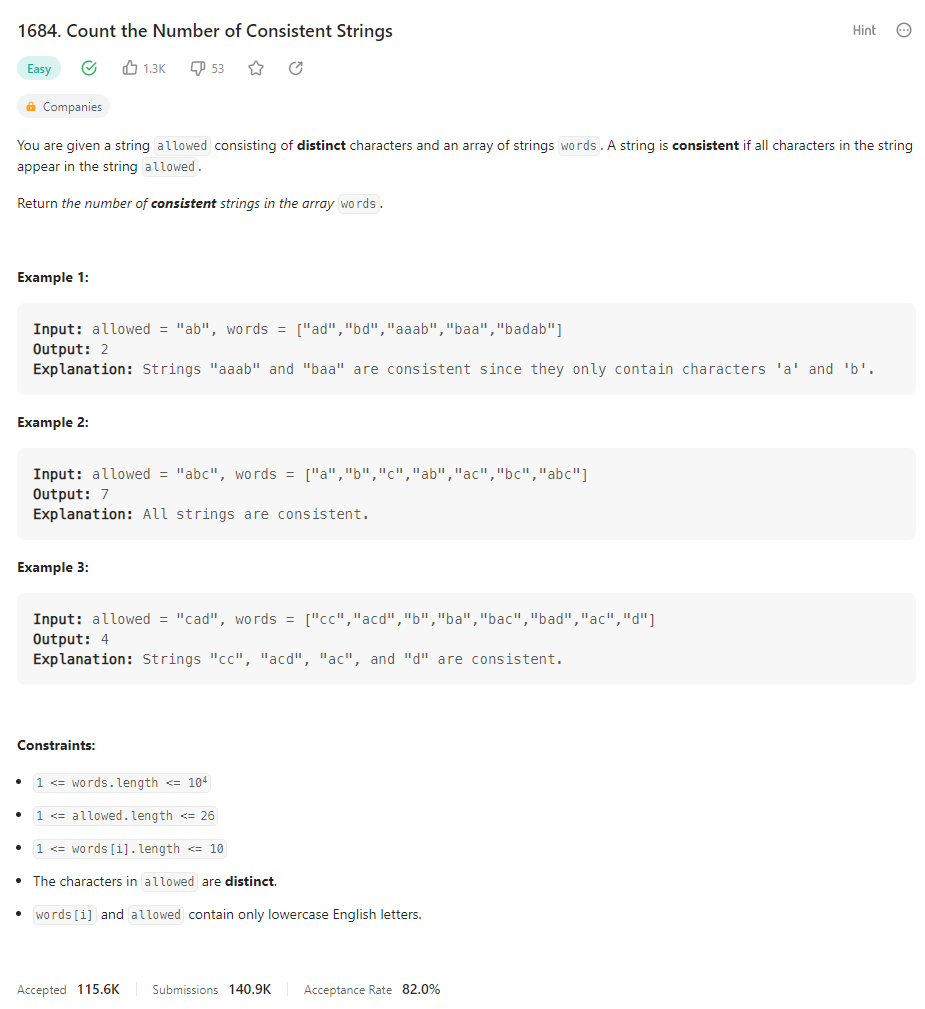 1684. Count the Number of Consistent Strings
Hint
Easy 1.3K 53
Companies
You are given a string allowed consisting of distinct characters and an array of strings words. A string is consistent if all characters in the string
appear in the string allowed.
Return the number of consistent strings in the array words.
Example 1:
Input: allowed = "ab", words = ["ad","bd","aaab","baa","badab"]
Output: 2
Explanation: Strings "aaab" and "baa" are consistent since they only contain characters 'a' and 'b'.
Example 2:
Input: allowed = "abc", words = ["a","b","c","ab","ac","bc","abc"]
Output: 7
Explanation: All strings are consistent.
Example 3:
Input: allowed = "cad", words = ["cc","acd","b","ba","bac","bad","ac","d"]
Output: 4
Explanation: Strings "cc", "acd", "ac", and "d" are consistent.
Constraints:
• 1 <= words.length <= 10⁴
• 1 <= allowed.length <= 26
• 1 <= words[i].length <= 10
• The characters in allowed are distinct.
• words[i] and allowed contain only lowercase English letters.
Accepted 115.6K Submissions 140.9K Acceptance Rate 82.0%